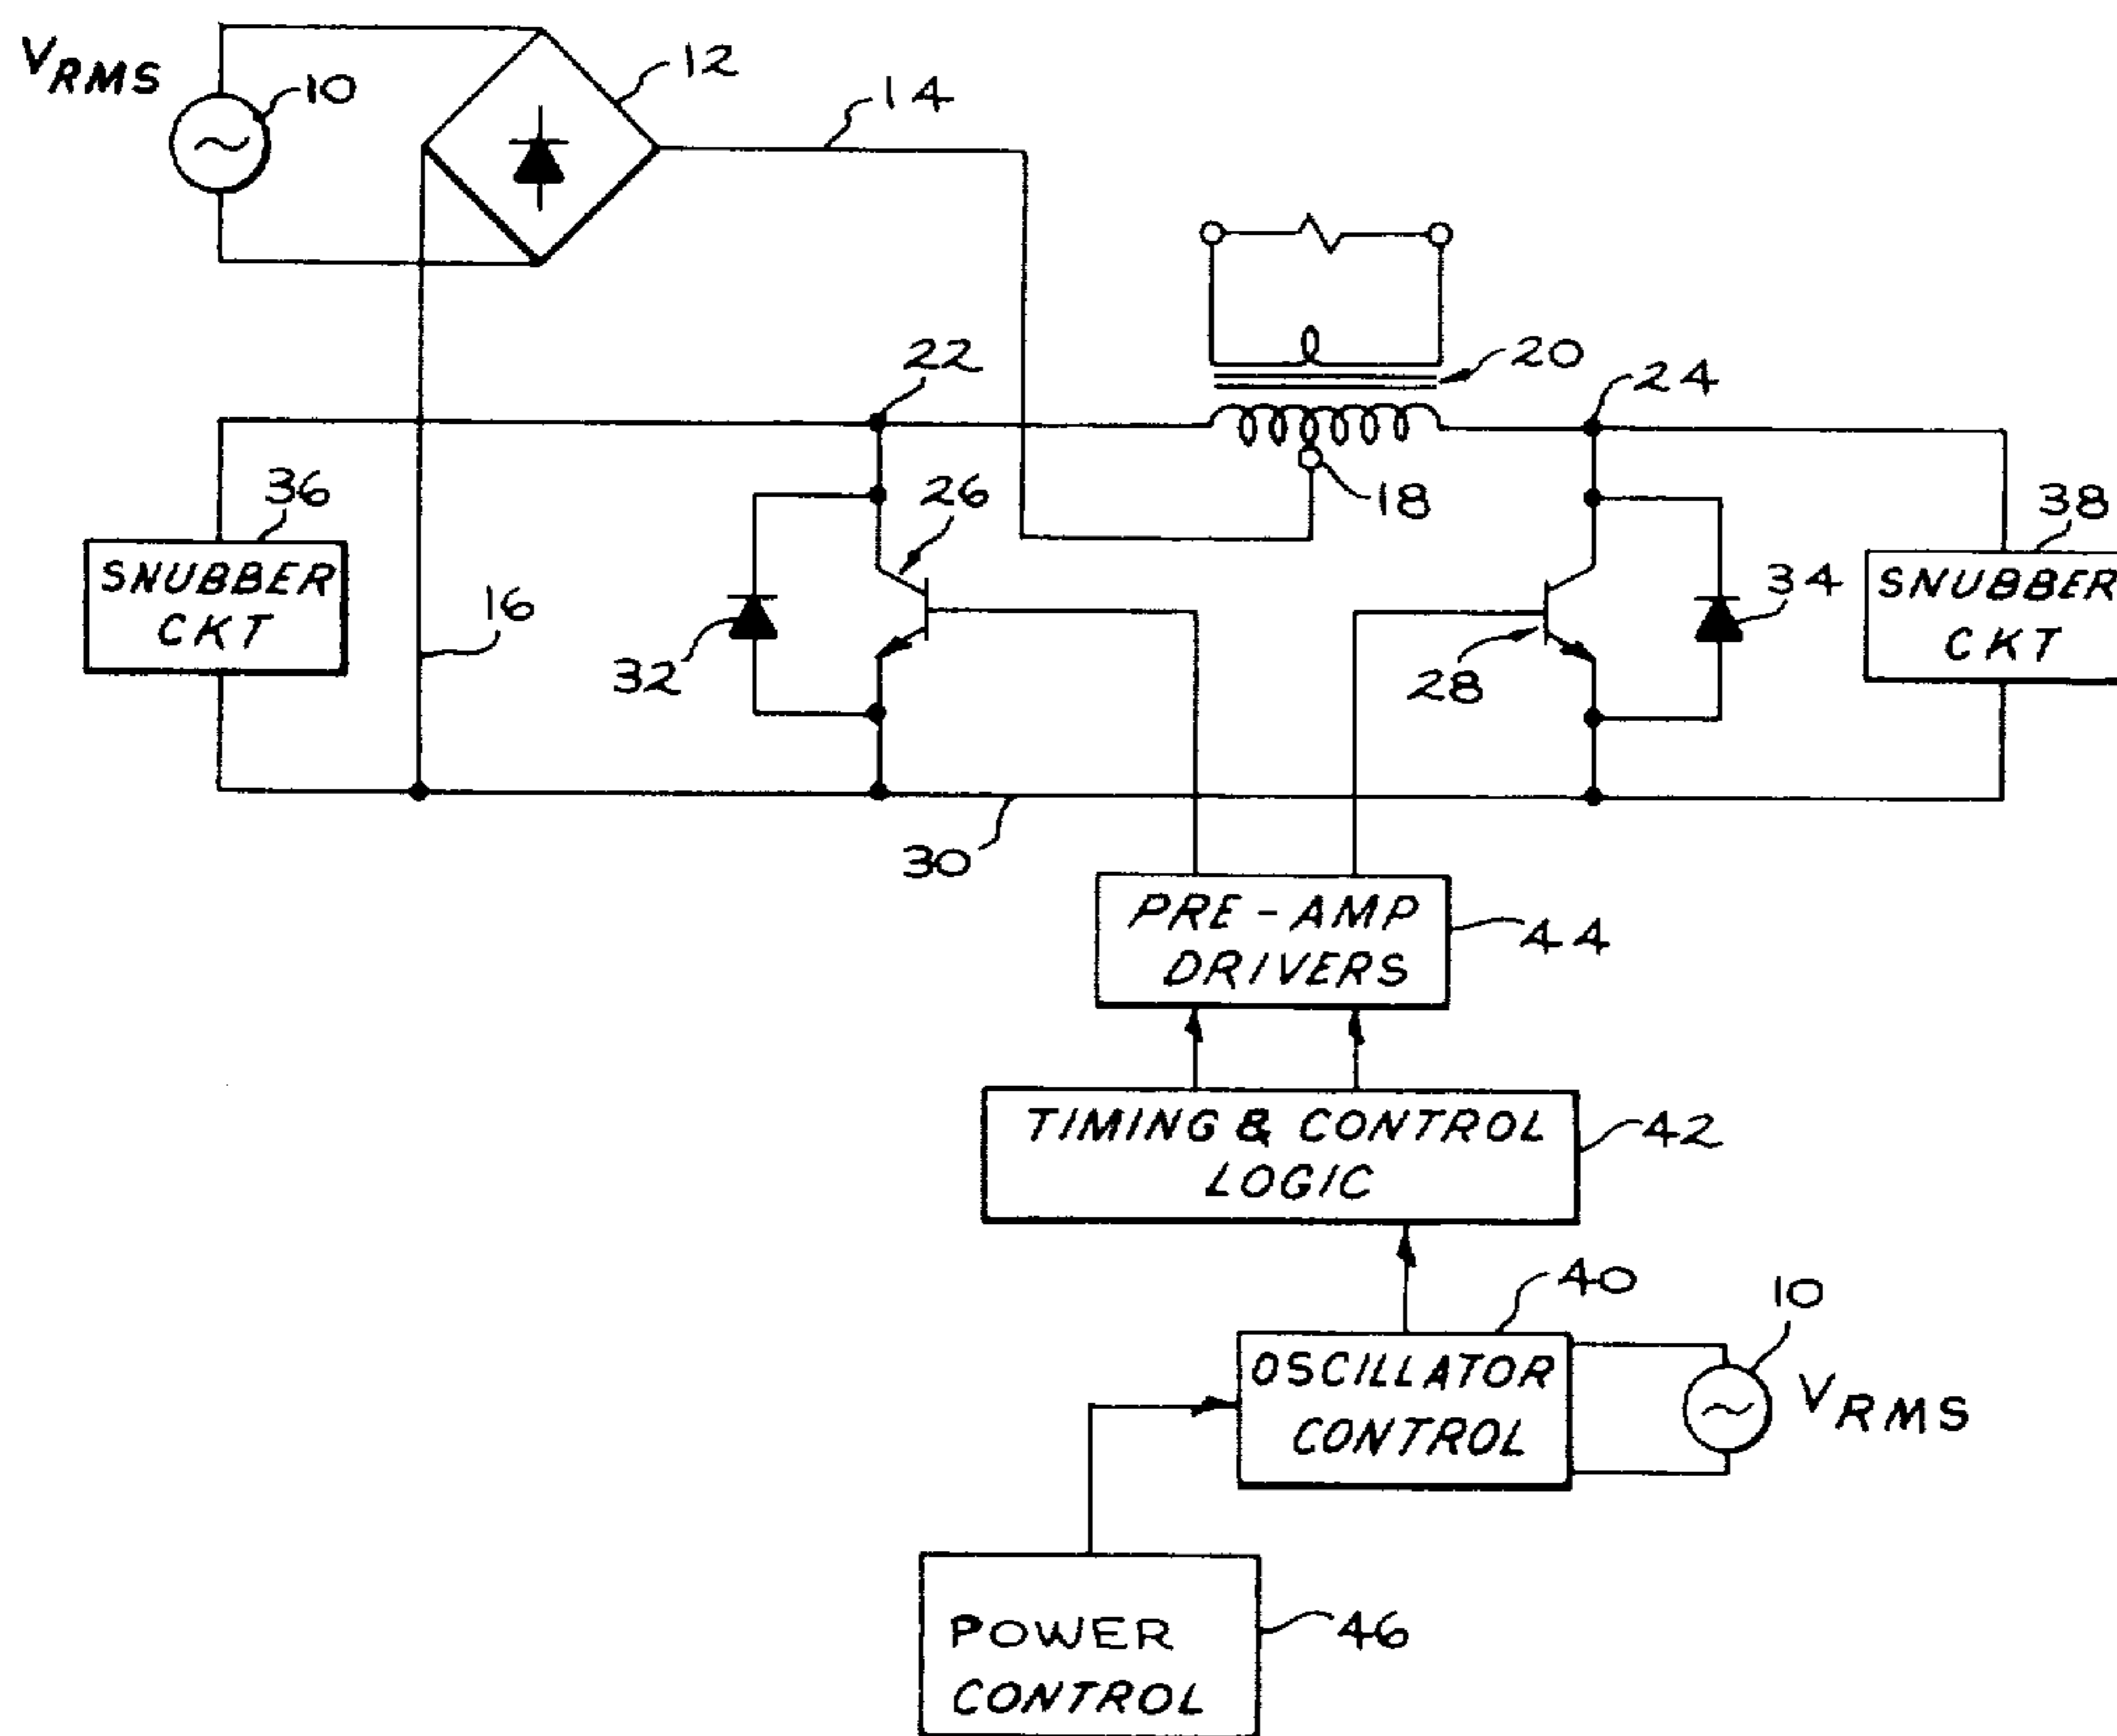 VRMS
10
12
14
22
20
24
18
36
26
38
SNUBBER
CKT
16
32
28
34
SNUBBER
CKT
30
PRE-AMP
DRIVERS
44
TIMING & CONTROL
LOGIC
42
40
10
OSCILLATOR
CONTROL
VRMS
POWER
CONTROL
46